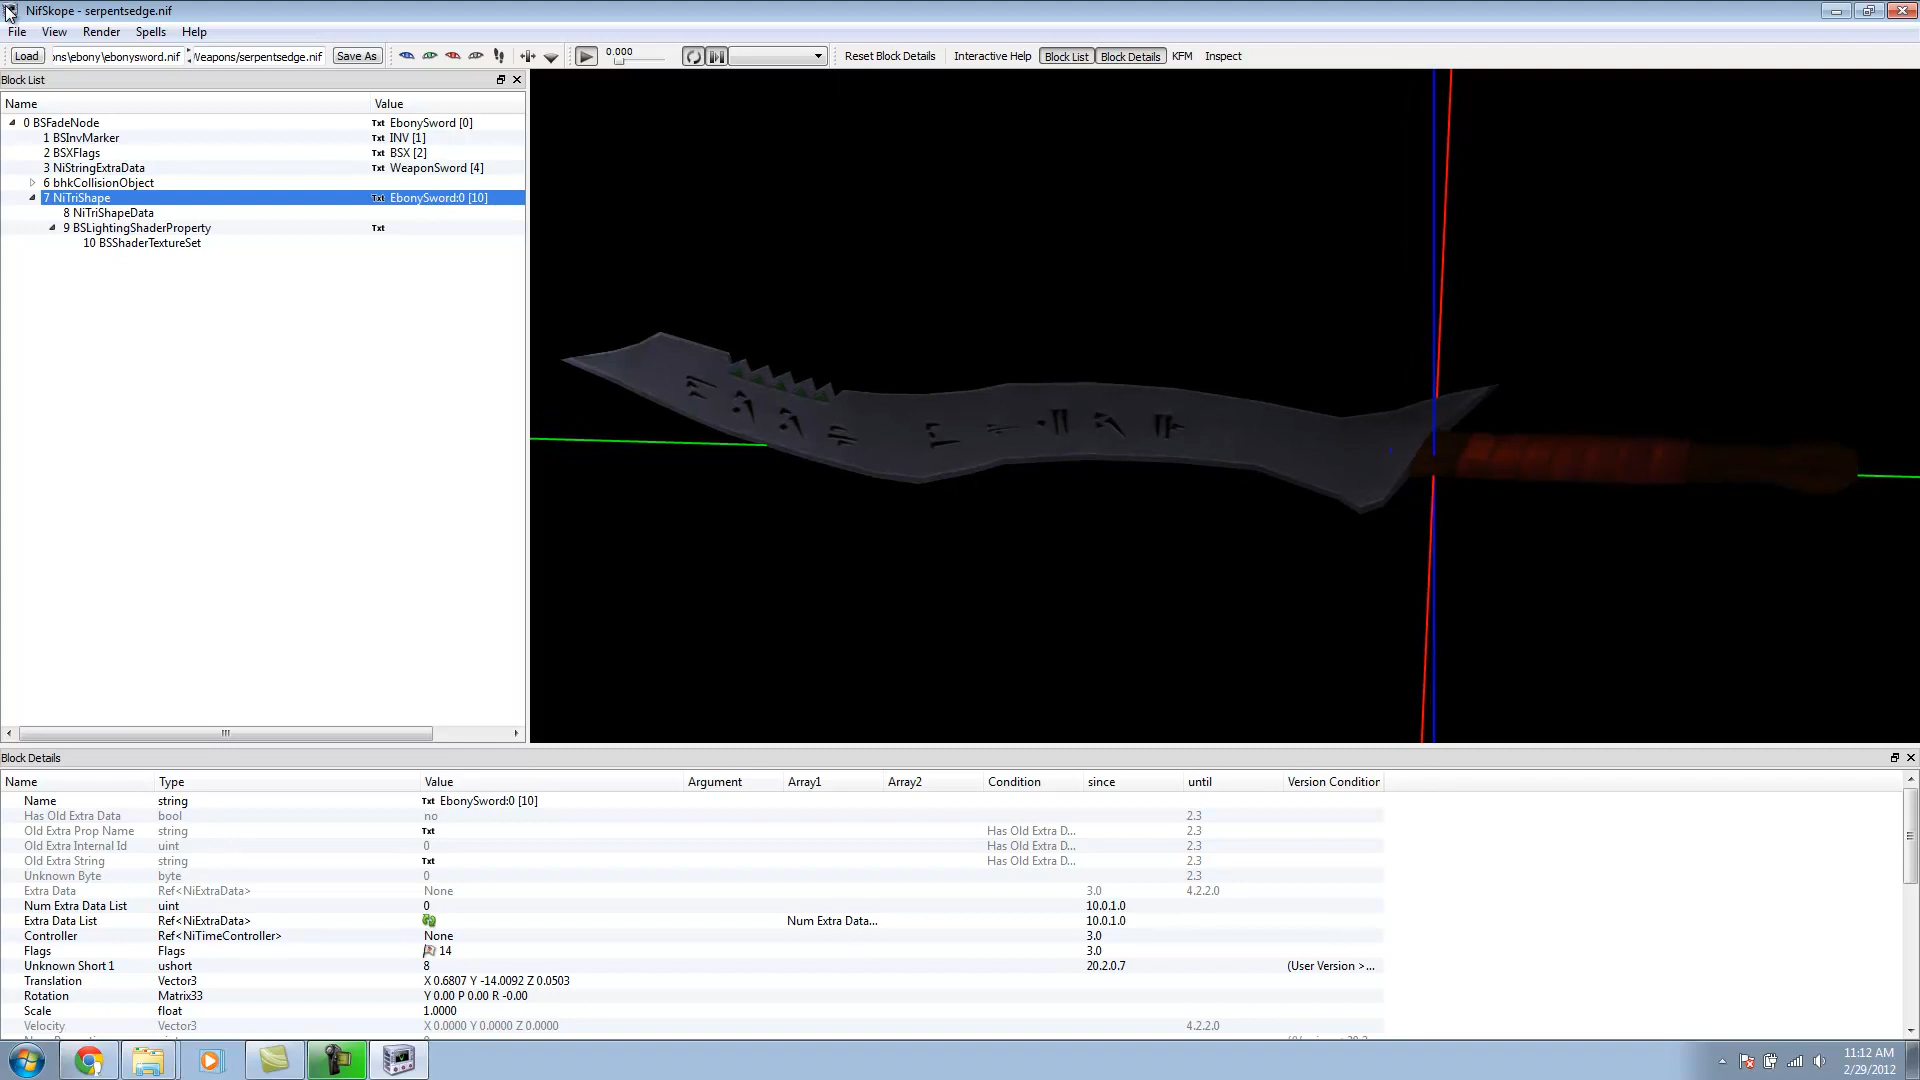 NifSkope - serpentsedge.nif
File View Render Spells Help
Load ons\ebony\ebonysword.nif Weapons/serpentsedge.nif Save As 0.000 Reset Block Details Interactive Help Block List Block Details KFM Inspect
Block List
Name Value
0 BSFadeNode Txt EbonySword [0]
1 BSInvMarker Txt INV [1]
2 BSXFlags Txt BSX [2]
3 NiStringExtraData Txt WeaponSword [4]
6 bhkCollisionObject
7 NiTriShape Txt EbonySword:0 [10]
8 NiTriShapeData
9 BSLightingShaderProperty Txt
10 BSShaderTextureSet
Block Details
Name Type Value Argument Array1 Array2 Condition since until Version Condition
Name string Txt EbonySword:0 [10]
Has Old Extra Data bool no 2.3
Old Extra Prop Name string Txt Has Old Extra D... 2.3
Old Extra Internal Id uint 0 Has Old Extra D... 2.3
Old Extra String string Txt Has Old Extra D... 2.3
Unknown Byte byte 0 2.3
Extra Data Ref<NiExtraData> None 3.0 4.2.2.0
Num Extra Data List uint 0 10.0.1.0
Extra Data List Ref<NiExtraData> Num Extra Data... 10.0.1.0
Controller Ref<NiTimeController> None 3.0
Flags Flags 14 3.0
Unknown Short 1 ushort 8 20.2.0.7 (User Version >...
Translation Vector3 X 0.6807 Y -14.0092 Z 0.0503
Rotation Matrix33 Y 0.00 P 0.00 R -0.00
Scale float 1.0000
Velocity Vector3 X 0.0000 Y 0.0000 Z 0.0000 4.2.2.0
11:12 AM
2/29/2012